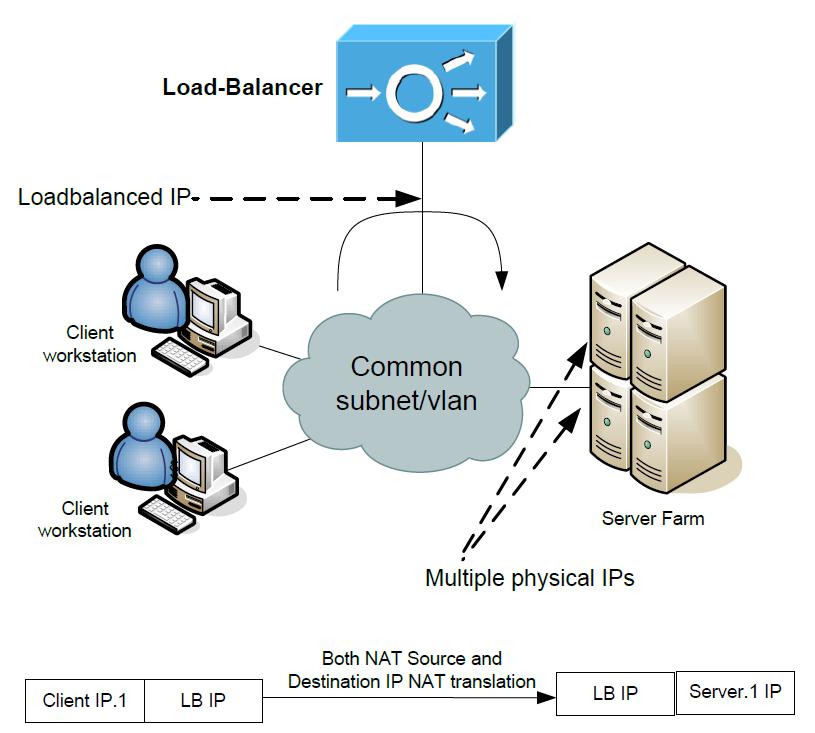 Load-Balancer
Loadbalanced IP
Client
workstation
Common
subnet/vlan
Client
workstation
Server Farm
Multiple physical IPs
Both NAT Source and
Destination IP NAT translation
Client IP.1
LB IP
LB IP
Server.1 IP